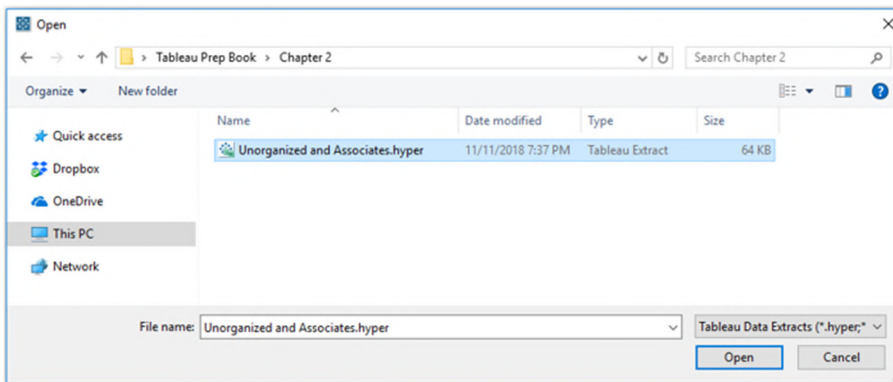 Open
Tableau Prep Book > Chapter 2
Search Chapter 2
Organize
New folder
Name
Date modified
Type
Size
Quick access
Dropbox
OneDrive
This PC
Network
Unorganized and Associates.hyper
11/11/2018 7:37 PM
Tableau Extract
64 KB
File name:
Unorganized and Associates.hyper
Tableau Data Extracts (*.hyper;*
Open
Cancel